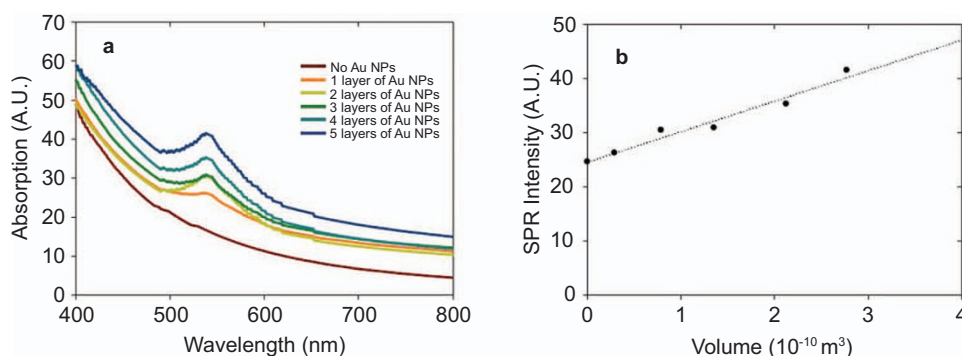 a
70
60
50
40
30
20
10
0
Absorption (A.U.)
No Au NPs
1 layer of Au NPs
2 layers of Au NPs
3 layers of Au NPs
4 layers of Au NPs
5 layers of Au NPs
400 500 600 700 800
Wavelength (nm)
b
50
40
30
20
10
0
SPR Intensity (A.U.)
0 1 2 3 4
Volume (10⁻¹⁰ m³)